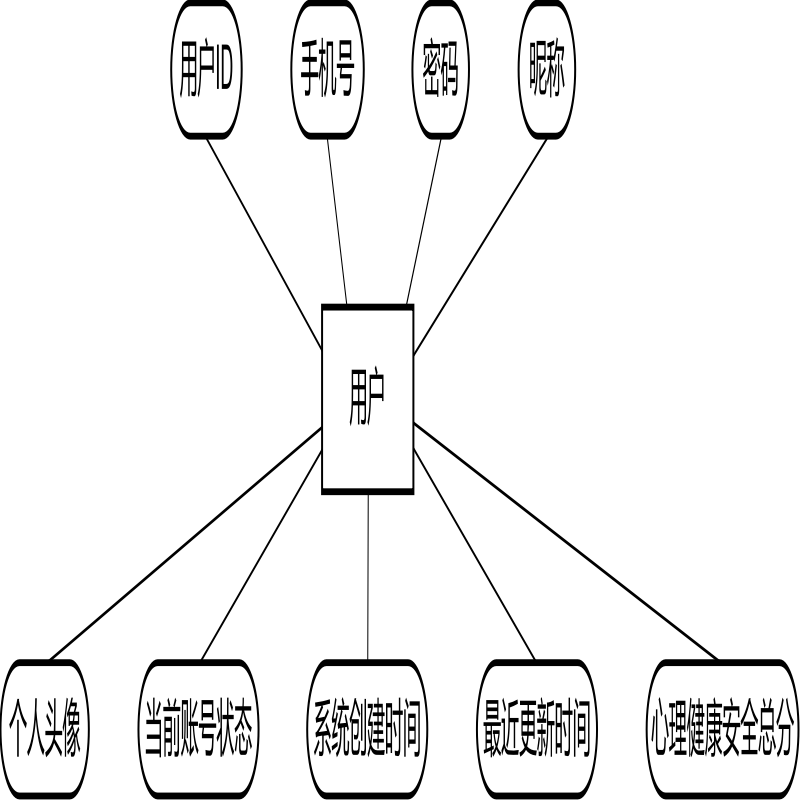 用户ID
手机号
密码
昵称
用户
个人头像
当前账号状态
系统创建时间
最近更新时间
心理健康安全总分